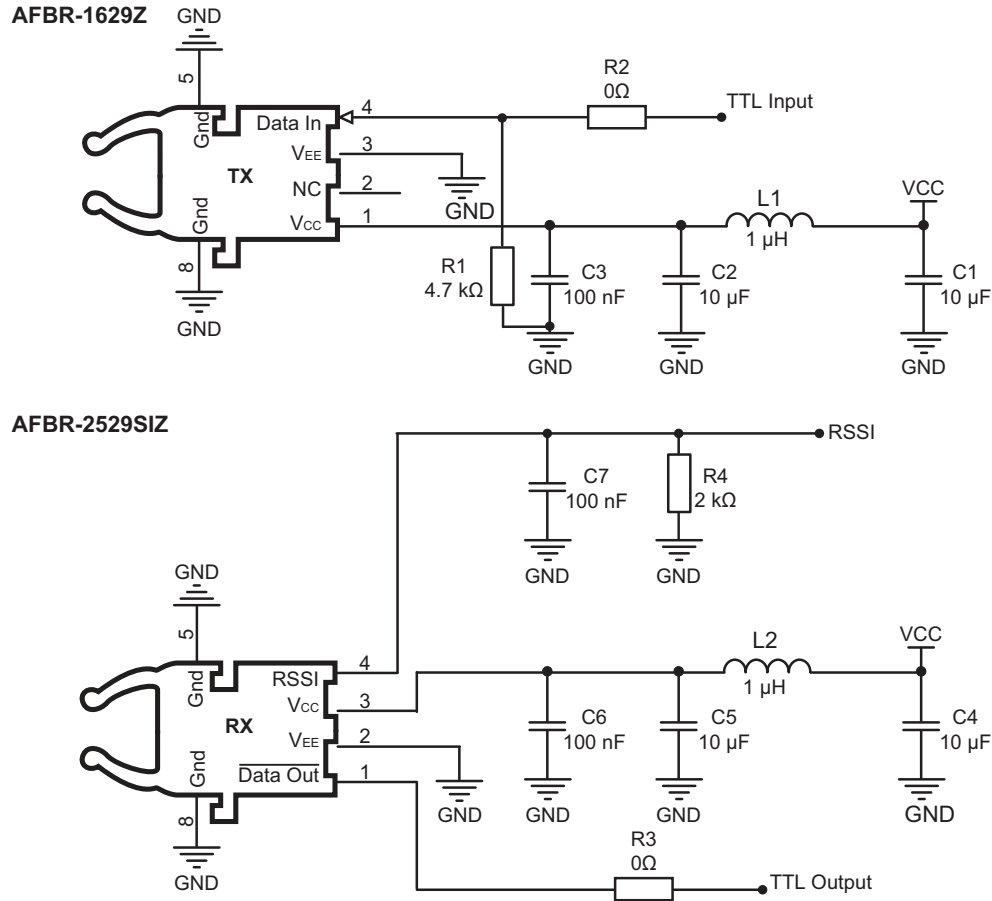 AFBR-1629Z
GND
5
Gnd
R2
0Ω
TTL Input
Data In
4
VEE
3
TX
NC
2
GND
VCC
1
Gnd
8
GND
L1
1 µH
VCC
R1
4.7 kΩ
C3
100 nF
C2
10 µF
C1
10 µF
GND
GND
GND
AFBR-2529SIZ
RSSI
C7
100 nF
R4
2 kΩ
GND
GND
GND
5
Gnd
RSSI
4
VCC
3
RX
VEE
2
Data Out
1
Gnd
8
GND
GND
L2
1 µH
VCC
C6
100 nF
C5
10 µF
C4
10 µF
GND
GND
GND
R3
0Ω
TTL Output